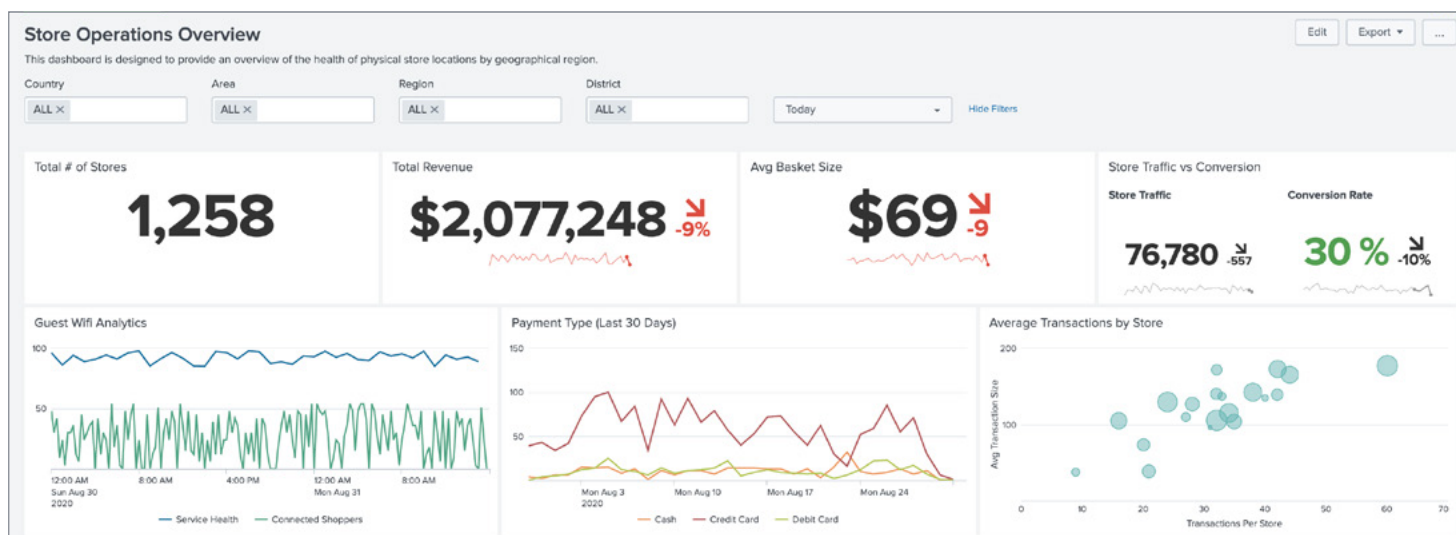 Store Operations Overview
Edit
Export
...
This dashboard is designed to provide an overview of the health of physical store locations by geographical region.
Country
Area
Region
District
ALL ×
ALL ×
ALL ×
ALL ×
Today
Hide Filters
Total # of Stores
1,258
Total Revenue
$2,077,248
-9%
Avg Basket Size
$69
-9
Store Traffic vs Conversion
Store Traffic
Conversion Rate
76,780
-557
30 %
-10%
Guest Wifi Analytics
100
50
12:00 AM
8:00 AM
4:00 PM
12:00 AM
8:00 AM
Sun Aug 30
Mon Aug 31
2020
Service Health
Connected Shoppers
Payment Type (Last 30 Days)
150
100
50
Mon Aug 3
Mon Aug 10
Mon Aug 17
Mon Aug 24
2020
Cash
Credit Card
Debit Card
Average Transactions by Store
Avg Transaction Size
200
100
0
10
20
30
40
50
60
70
Transactions Per Store